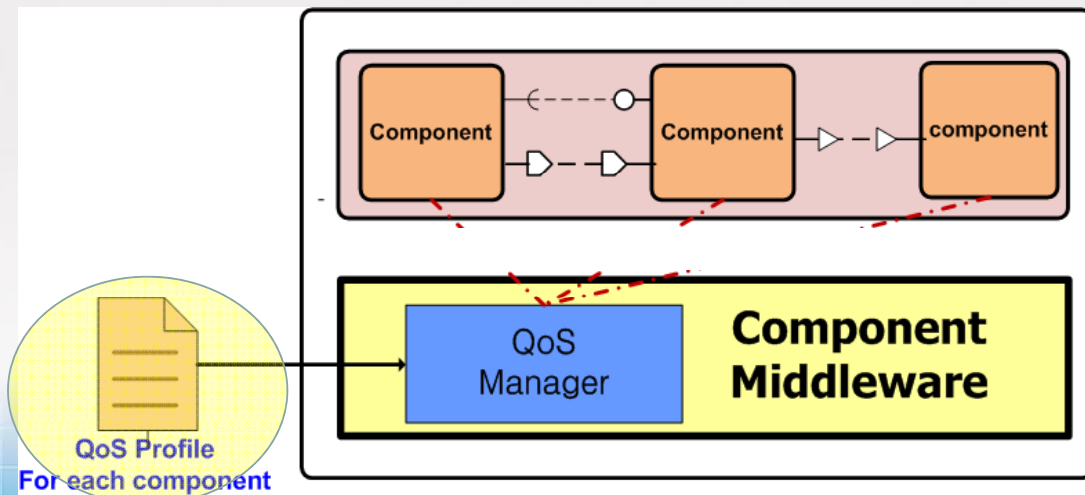 Component
Component
component
QoS
Manager
Component
Middleware
QoS Profile
For each component